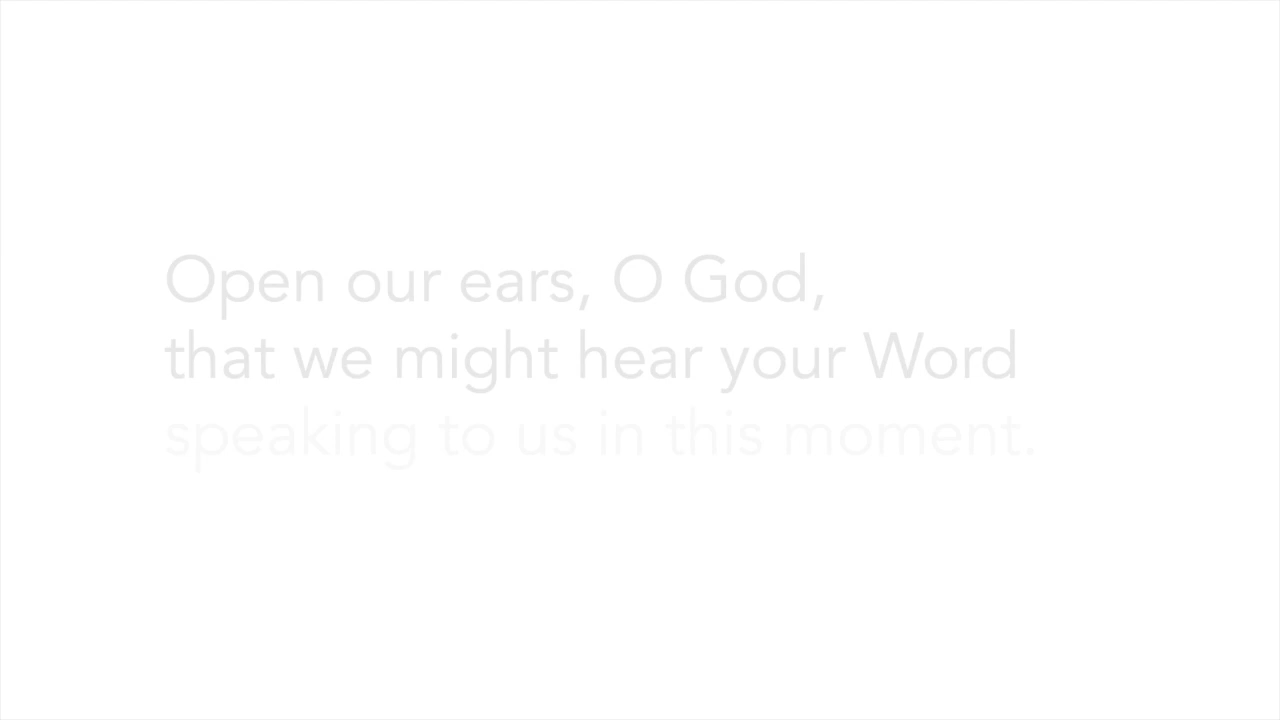 Open our ears, O God,
that we might hear your Word
speaking to us in this moment.